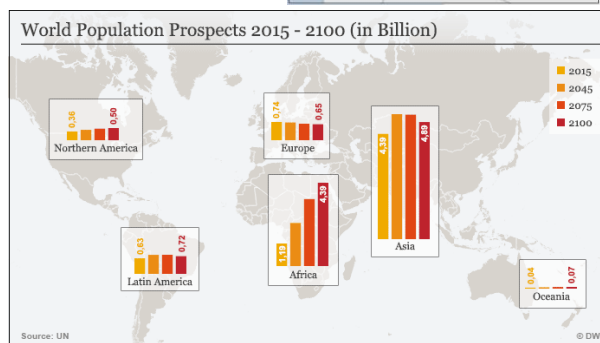 World Population Prospects 2015 - 2100 (in Billion)
2015
2045
2075
2100
0,36
0,50
Northern America
0,74
0,65
Europe
4,39
4,89
Asia
1,19
4,39
Africa
0,63
0,72
Latin America
0,04
0,07
Oceania
Source: UN
© DW